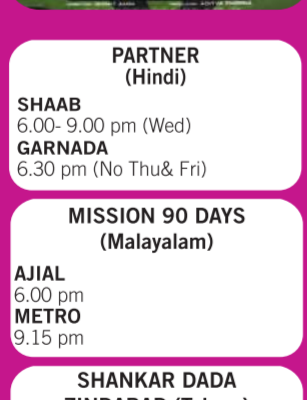 PARTNER
(Hindi)
SHAAB
6.00- 9.00 pm (Wed)
GARNADA
6.30 pm (No Thu& Fri)
MISSION 90 DAYS
(Malayalam)
AJIAL
6.00 pm
METRO
9.15 pm
SHANKAR DADA